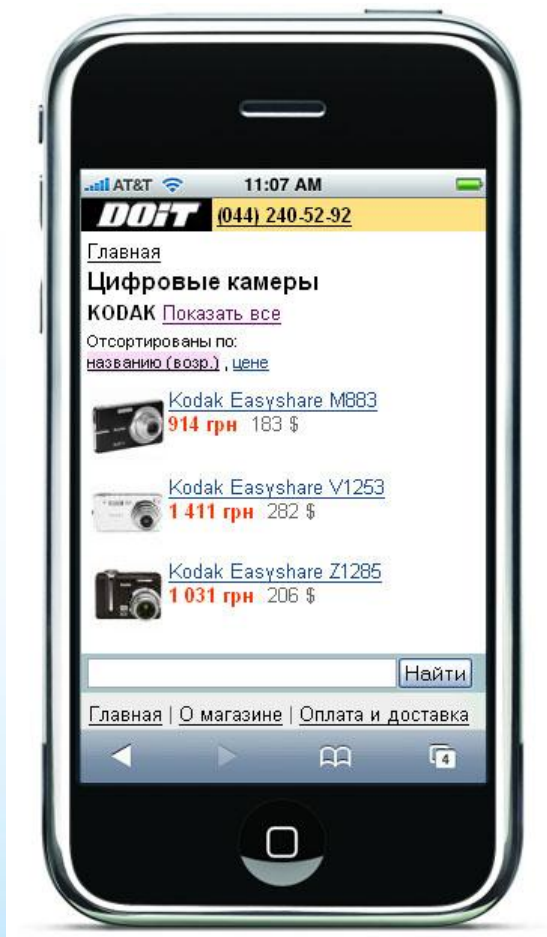 AT&T 11:07 AM
DOiT (044) 240-52-92
Главная
Цифровые камеры
KODAK Показать все
Отсортированы по:
названию (возр.) , цене
Kodak Easyshare M883
914 грн 183 $
Kodak Easyshare V1253
1 411 грн 282 $
Kodak Easyshare Z1285
1 031 грн 206 $
Найти
Главная | О магазине | Оплата и доставка
4